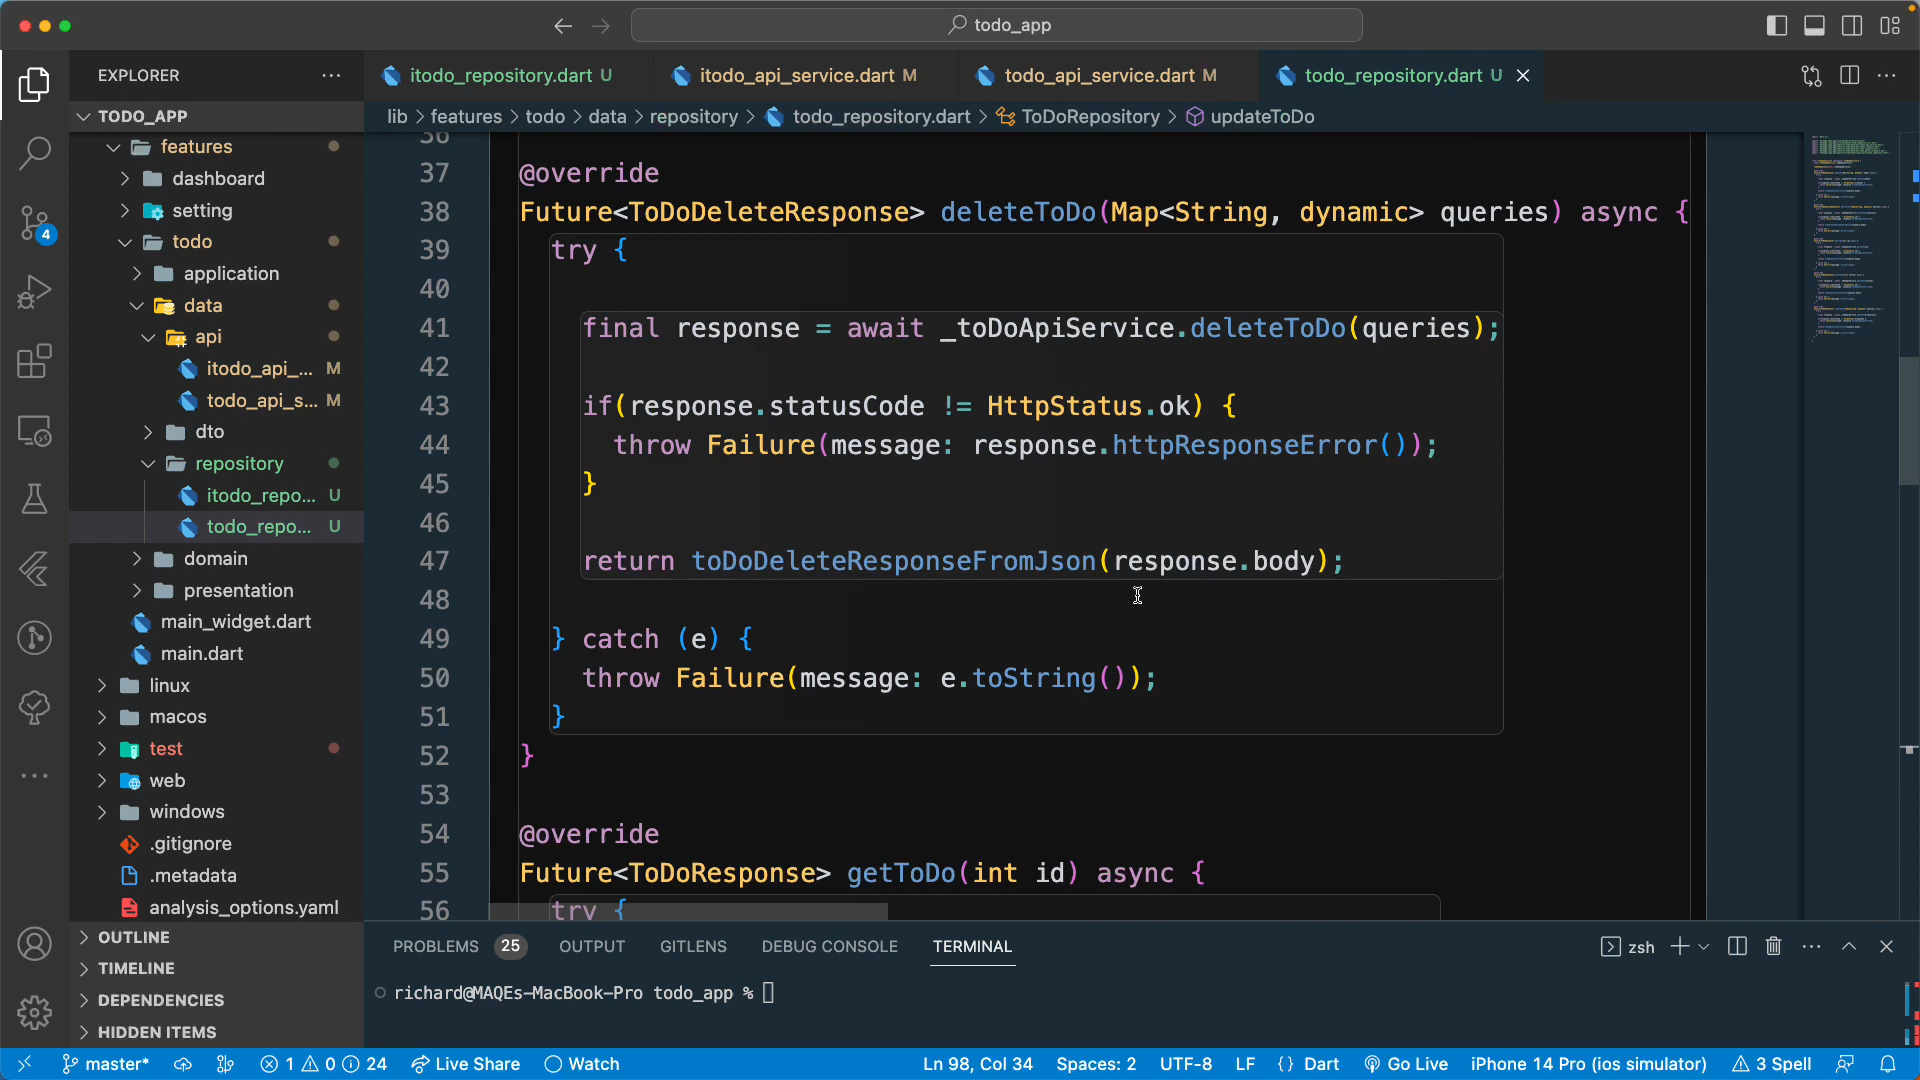 todo_app
EXPLORER
TODO_APP
features
dashboard
setting
todo
application
data
api
itodo_api_... M
todo_api_s... M
dto
repository
itodo_repo... U
todo_repo... U
domain
presentation
main_widget.dart
main.dart
linux
macos
test
web
windows
.gitignore
.metadata
analysis_options.yaml
OUTLINE
TIMELINE
DEPENDENCIES
HIDDEN ITEMS
4
itodo_repository.dart U
itodo_api_service.dart M
todo_api_service.dart M
todo_repository.dart U
lib > features > todo > data > repository > todo_repository.dart > ToDoRepository > updateToDo
36
37 @override
38 Future<ToDoDeleteResponse> deleteToDo(Map<String, dynamic> queries) async {
39 try {
40
41 final response = await _toDoApiService.deleteToDo(queries);
42
43 if(response.statusCode != HttpStatus.ok) {
44 throw Failure(message: response.httpResponseError());
45 }
46
47 return toDoDeleteResponseFromJson(response.body);
48
49 } catch (e) {
50 throw Failure(message: e.toString());
51 }
52 }
53
54 @override
55 Future<ToDoResponse> getToDo(int id) async {
56 try {
PROBLEMS 25 OUTPUT GITLENS DEBUG CONSOLE TERMINAL
zsh
richard@MAQEs-MacBook-Pro todo_app %
master* 1 0 24 Live Share Watch
Ln 98, Col 34 Spaces: 2 UTF-8 LF {} Dart Go Live iPhone 14 Pro (ios simulator) 3 Spell